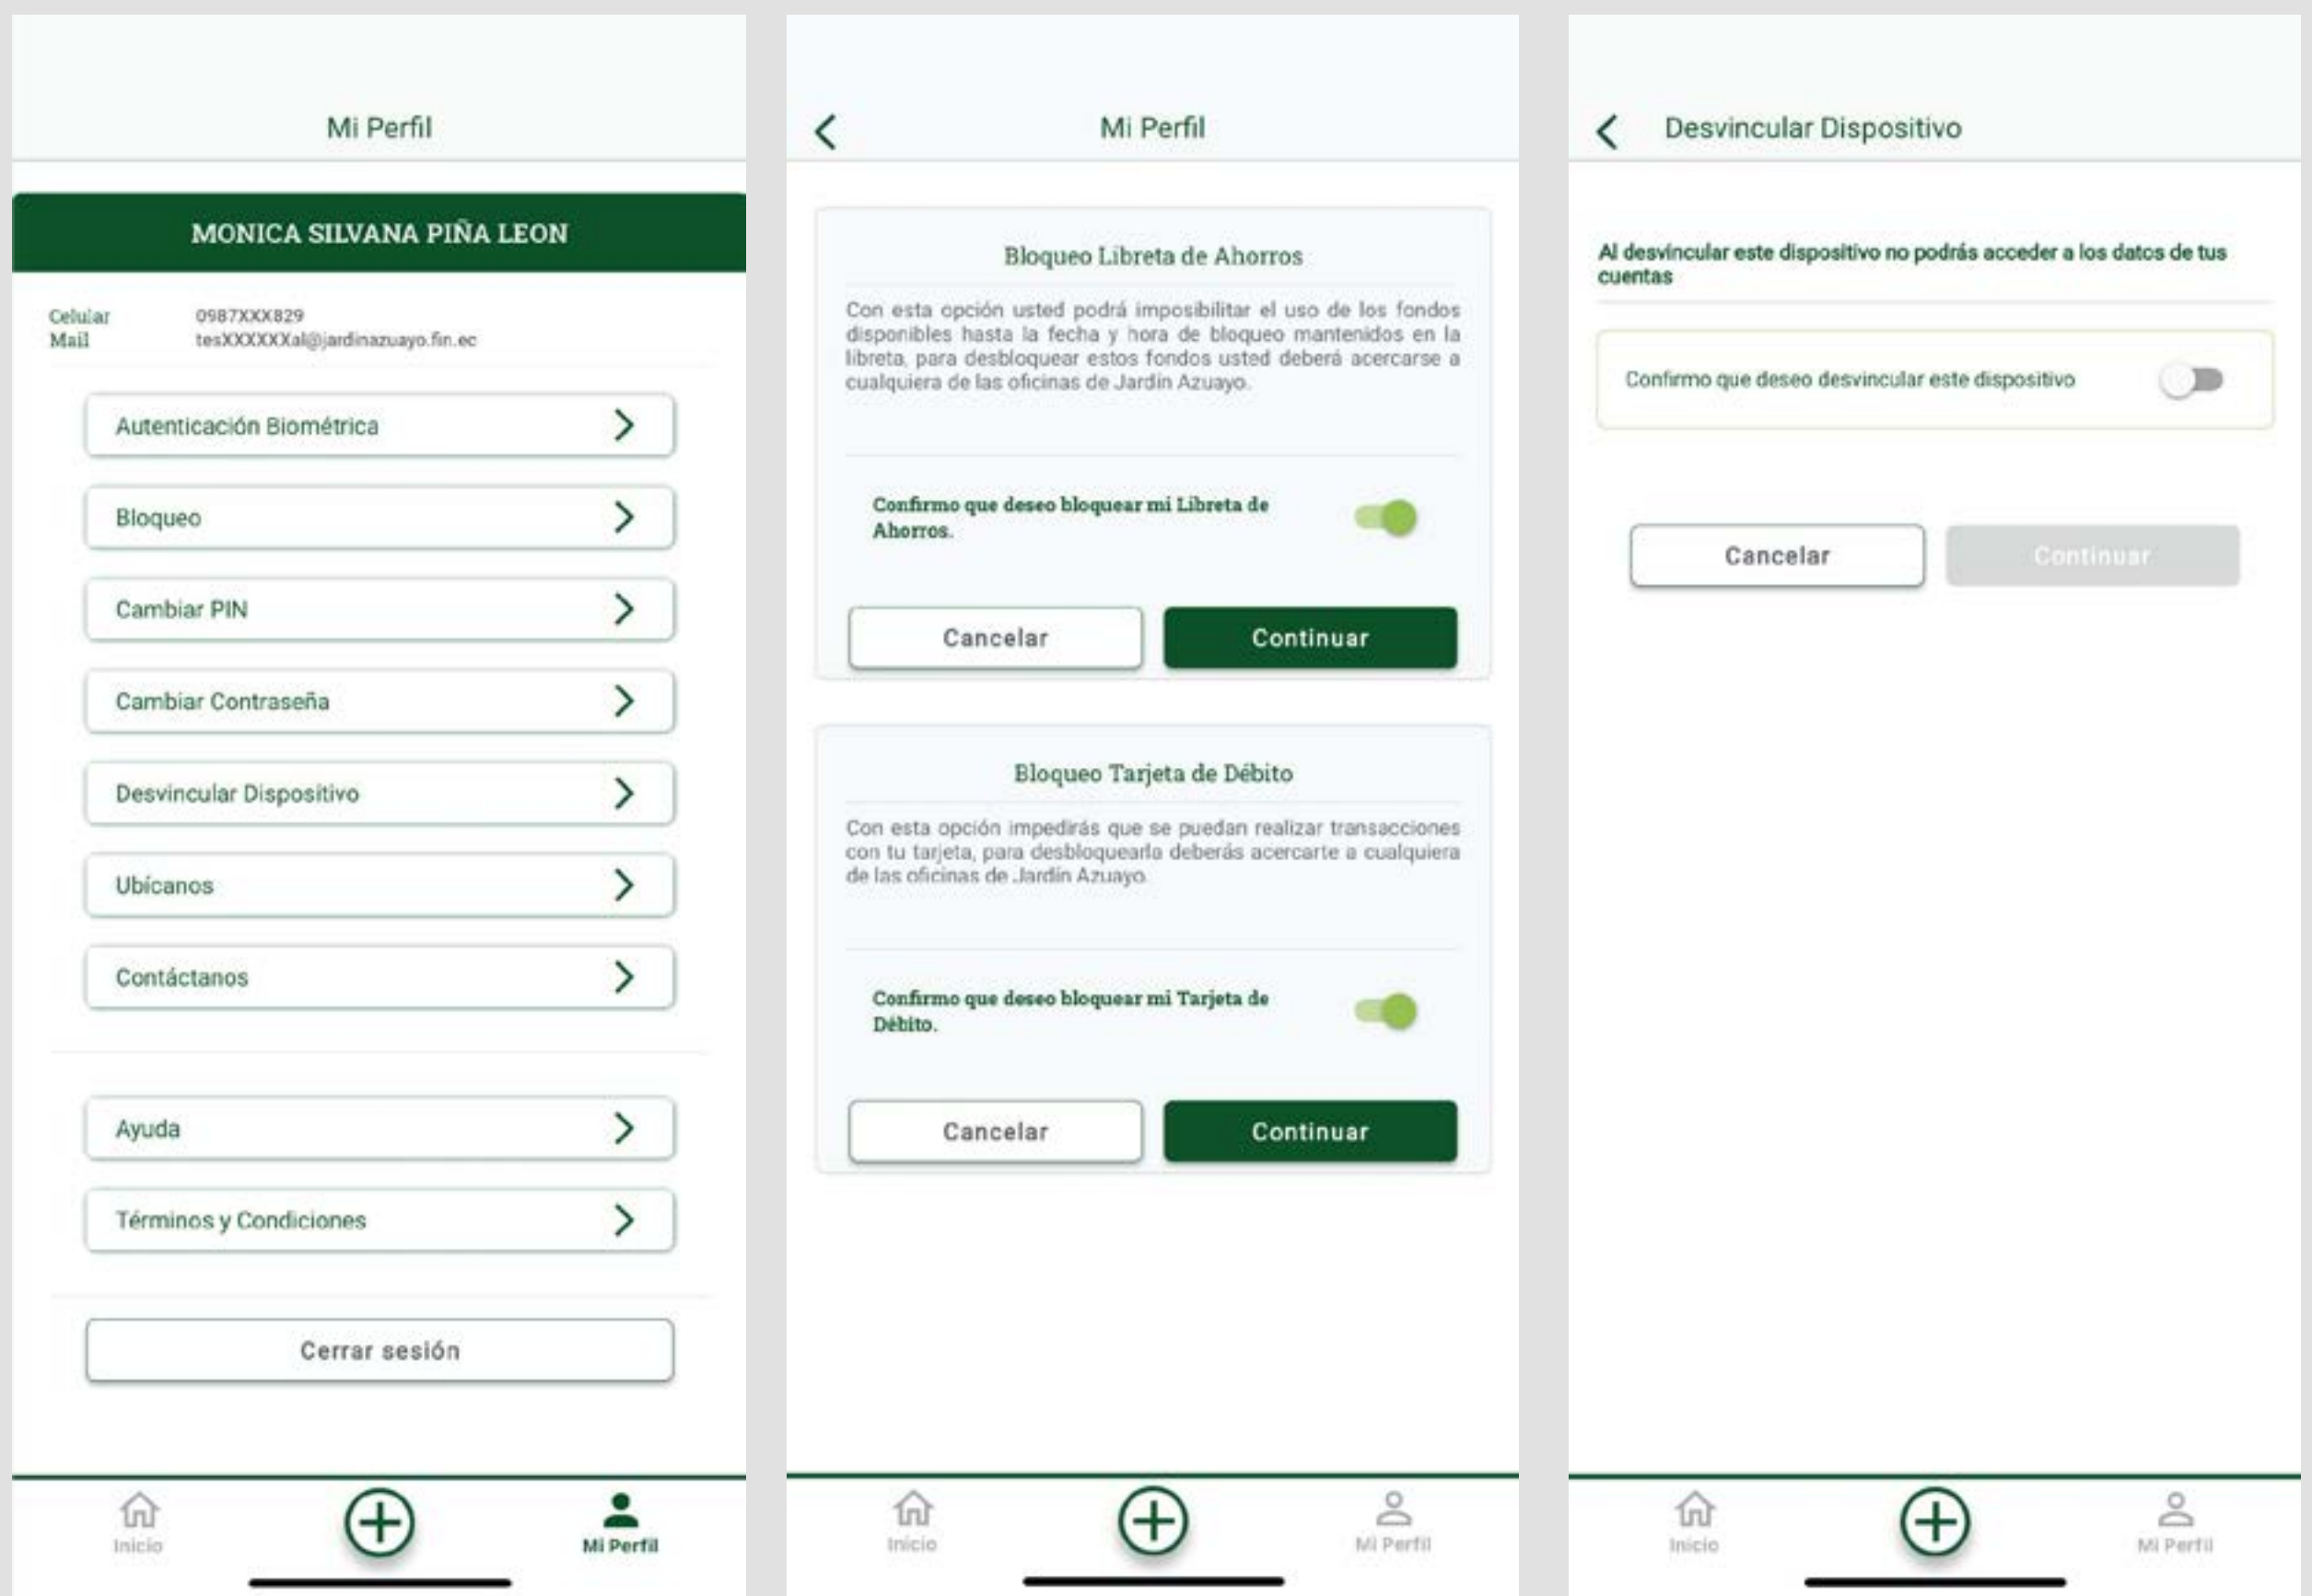 Mi Perfil
MONICA SILVANA PIÑA LEON
Celular 0987XXX829
Mail tesXXXXXXal@jardinazuayo.fin.ec
Autenticación Biométrica
Bloqueo
Cambiar PIN
Cambiar Contraseña
Desvincular Dispositivo
Ubícanos
Contáctanos
Ayuda
Términos y Condiciones
Cerrar sesión
Inicio
Mi Perfil
Mi Perfil
Bloqueo Libreta de Ahorros
Con esta opción usted podrá imposibilitar el uso de los fondos
disponibles hasta la fecha y hora de bloqueo mantenidos en la
libreta, para desbloquear estos fondos usted deberá acercarse a
cualquiera de las oficinas de Jardín Azuayo.
Confirmo que deseo bloquear mi Libreta de
Ahorros.
Cancelar Continuar
Bloqueo Tarjeta de Débito
Con esta opción impedirás que se puedan realizar transacciones
con tu tarjeta, para desbloquearla deberás acercarte a cualquiera
de las oficinas de Jardín Azuayo.
Confirmo que deseo bloquear mi Tarjeta de
Débito.
Cancelar Continuar
Inicio
Mi Perfil
Desvincular Dispositivo
Al desvincular este dispositivo no podrás acceder a los datos de tus
cuentas
Confirmo que deseo desvincular este dispositivo
Cancelar Continuar
Inicio
Mi Perfil